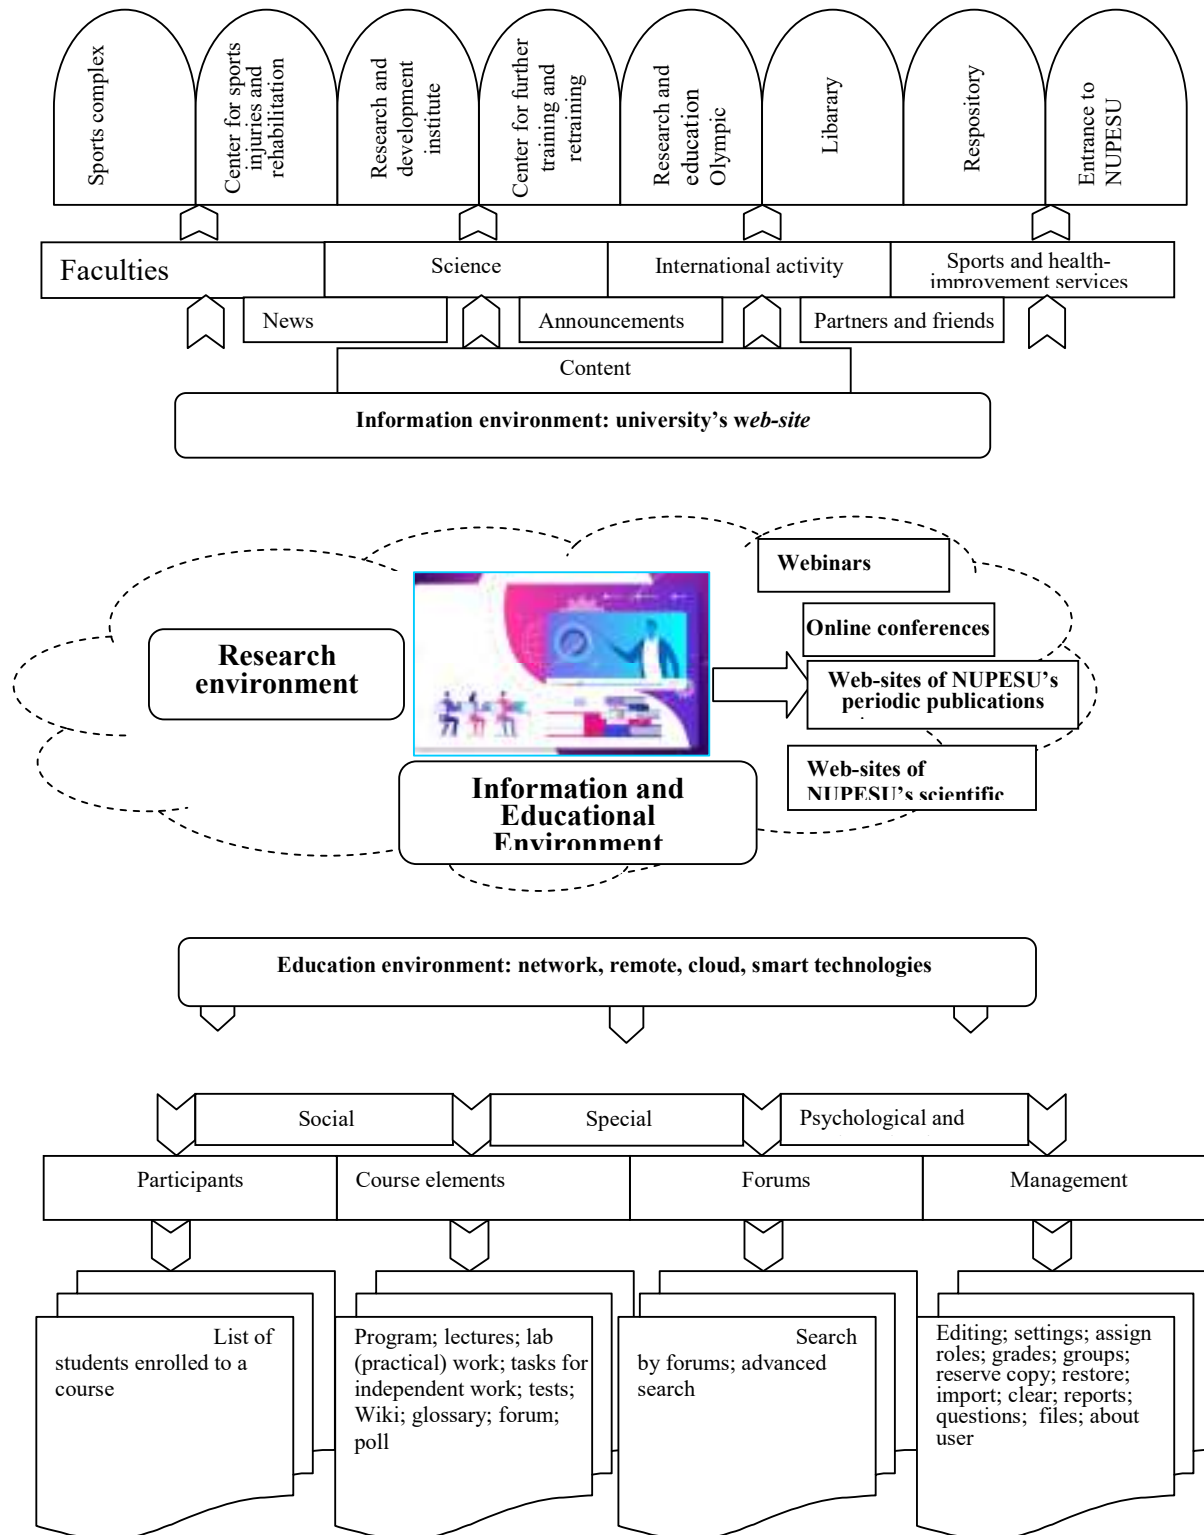 Sports complex
Center for sports
injuries and
rehabilitation
Research and
development
institute
Center for further
training and
retraining
Research and
education
Olympic
Libarary
Respository
Entrance to
NUPESU
Faculties
Science
International activity
Sports and health-
improvement services
News
Announcements
Partners and friends
Content
Information environment: university’s web-site
Webinars
Online conferences
Research
environment
Web-sites of NUPESU’s
periodic publications
Web-sites of
NUPESU’s scientific
Information and
Educational
Environment
Education environment: network, remote, cloud, smart technologies
Social
Special
Psychological and
Participants
Course elements
Forums
Management
List of
students enrolled to a
course
Program; lectures; lab
(practical) work; tasks for
independent work; tests;
Wiki; glossary; forum;
poll
Search
by forums; advanced
search
Editing; settings; assign
roles; grades; groups;
reserve copy; restore;
import; clear; reports;
questions; files; about
user